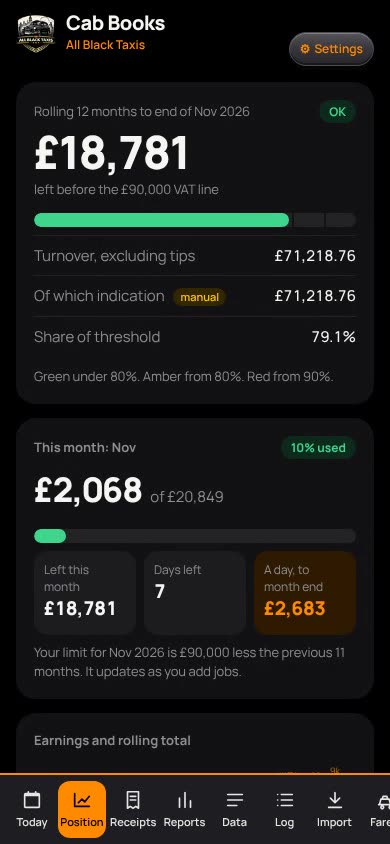 Cab Books
ALL BLACK TAXIS
All Black Taxis
Settings
Rolling 12 months to end of Nov 2026
OK
£18,781
left before the £90,000 VAT line
Turnover, excluding tips £71,218.76
Of which indication manual £71,218.76
Share of threshold 79.1%
Green under 80%. Amber from 80%. Red from 90%.
This month: Nov
10% used
£2,068 of £20,849
Left this
month
£18,781
Days left
7
A day, to
month end
£2,683
Your limit for Nov 2026 is £90,000 less the previous 11
months. It updates as you add jobs.
Earnings and rolling total
Today Position Receipts Reports Data Log Import Fare